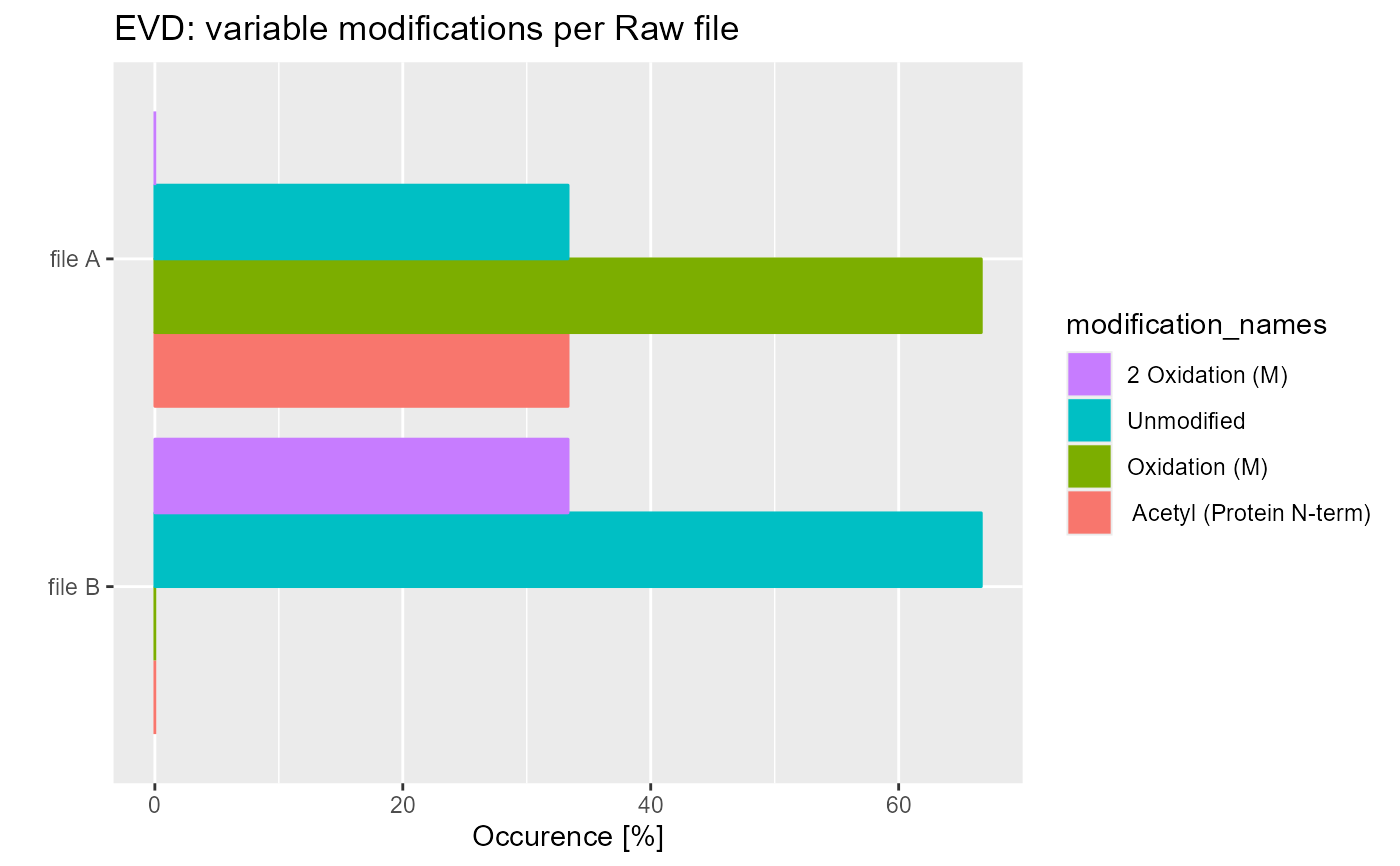 EVD: variable modifications per Raw file
file A
file B
0 20 40 60
Occurence [%]
modification_names
2 Oxidation (M)
Unmodified
Oxidation (M)
Acetyl (Protein N-term)